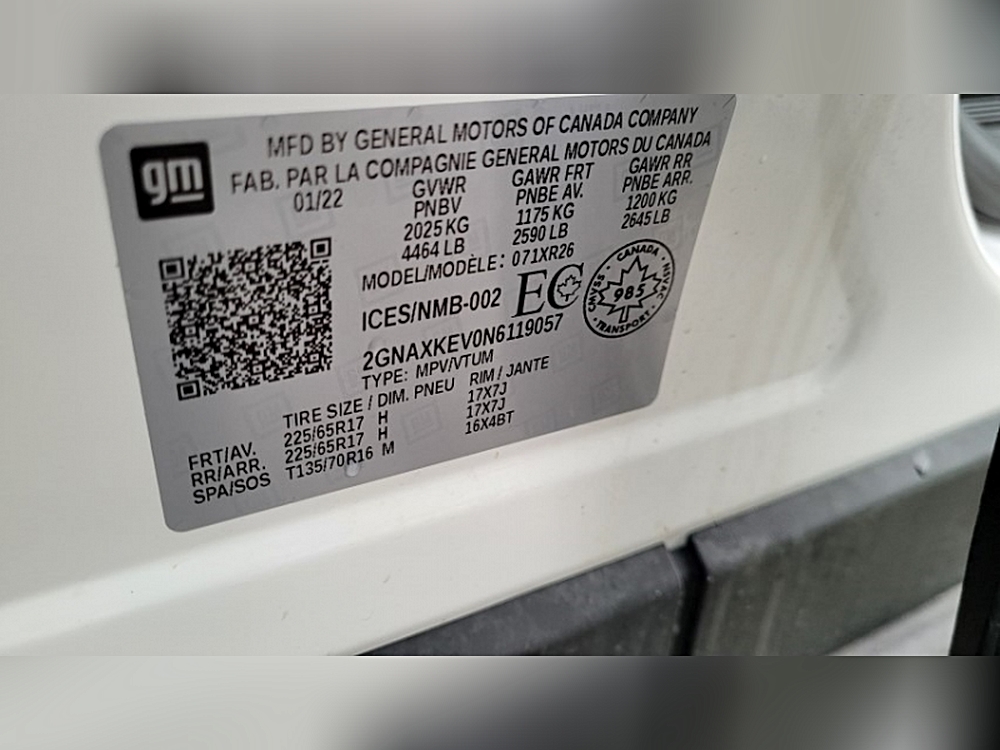 gm
MFD BY GENERAL MOTORS OF CANADA COMPANY
FAB. PAR LA COMPAGNIE GENERAL MOTORS DU CANADA
01/22 GVWR GAWR FRT GAWR RR
PNBV PNBE AV. PNBE ARR.
2025 KG 1175 KG 1200 KG
4464 LB 2590 LB 2645 LB
MODEL/MODÈLE: 071XR26
ICES/NMB-002 EC
CANADA
985
TRANSPORT
NSVAC
CMVSS
2GNAXKEV0N6119057
TYPE: MPV/VTUM
TIRE SIZE / DIM. PNEU RIM / JANTE
FRT/AV. 225/65R17 H 17X7J
RR/ARR. 225/65R17 H 17X7J
SPA/SOS T135/70R16 M 16X4BT